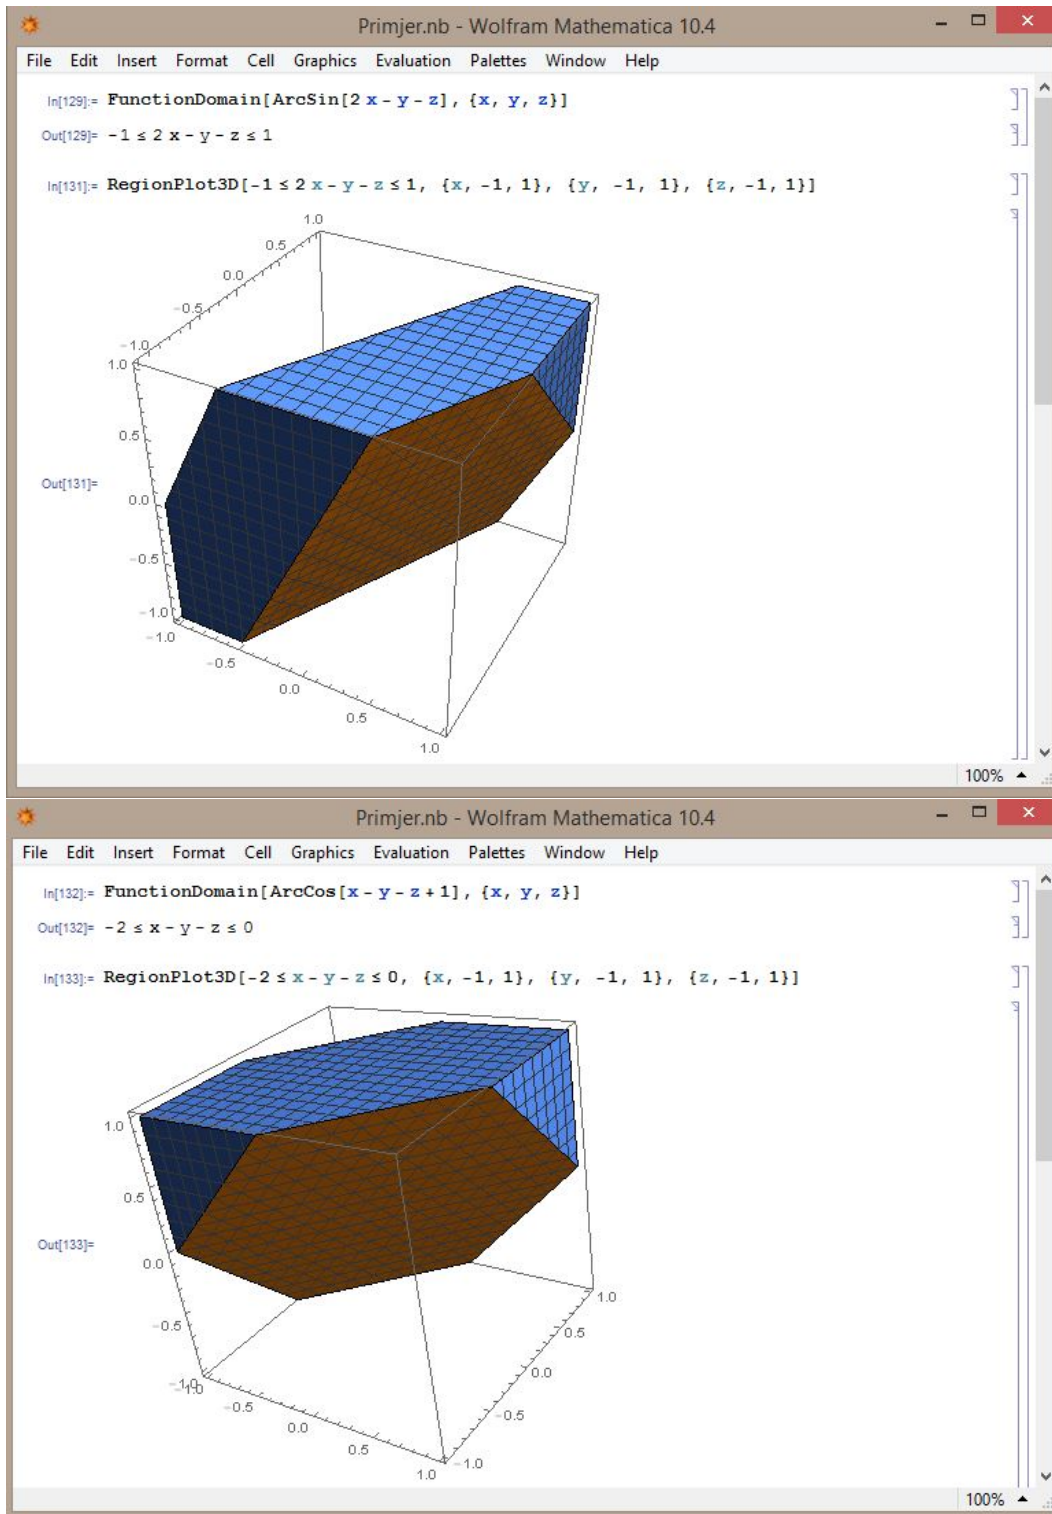 Primjer.nb - Wolfram Mathematica 10.4
File Edit Insert Format Cell Graphics Evaluation Palettes Window Help
In[129]:= FunctionDomain[ArcSin[2 x - y - z], {x, y, z}]
Out[129]= -1 ≤ 2 x - y - z ≤ 1
In[131]:= RegionPlot3D[-1 ≤ 2 x - y - z ≤ 1, {x, -1, 1}, {y, -1, 1}, {z, -1, 1}]
1.0
0.5
0.0
-0.5
-1.0
1.0
0.5
Out[131]=
0.0
-0.5
-1.0
-1.0
-0.5
0.0
0.5
1.0
100%
Primjer.nb - Wolfram Mathematica 10.4
File Edit Insert Format Cell Graphics Evaluation Palettes Window Help
In[132]:= FunctionDomain[ArcCos[x - y - z + 1], {x, y, z}]
Out[132]= -2 ≤ x - y - z ≤ 0
In[133]:= RegionPlot3D[-2 ≤ x - y - z ≤ 0, {x, -1, 1}, {y, -1, 1}, {z, -1, 1}]
1.0
0.5
Out[133]=
0.0
-0.5
-1.0
-1.0
-0.5
0.0
0.5
1.0
-1.0
-0.5
0.0
0.5
1.0
100%